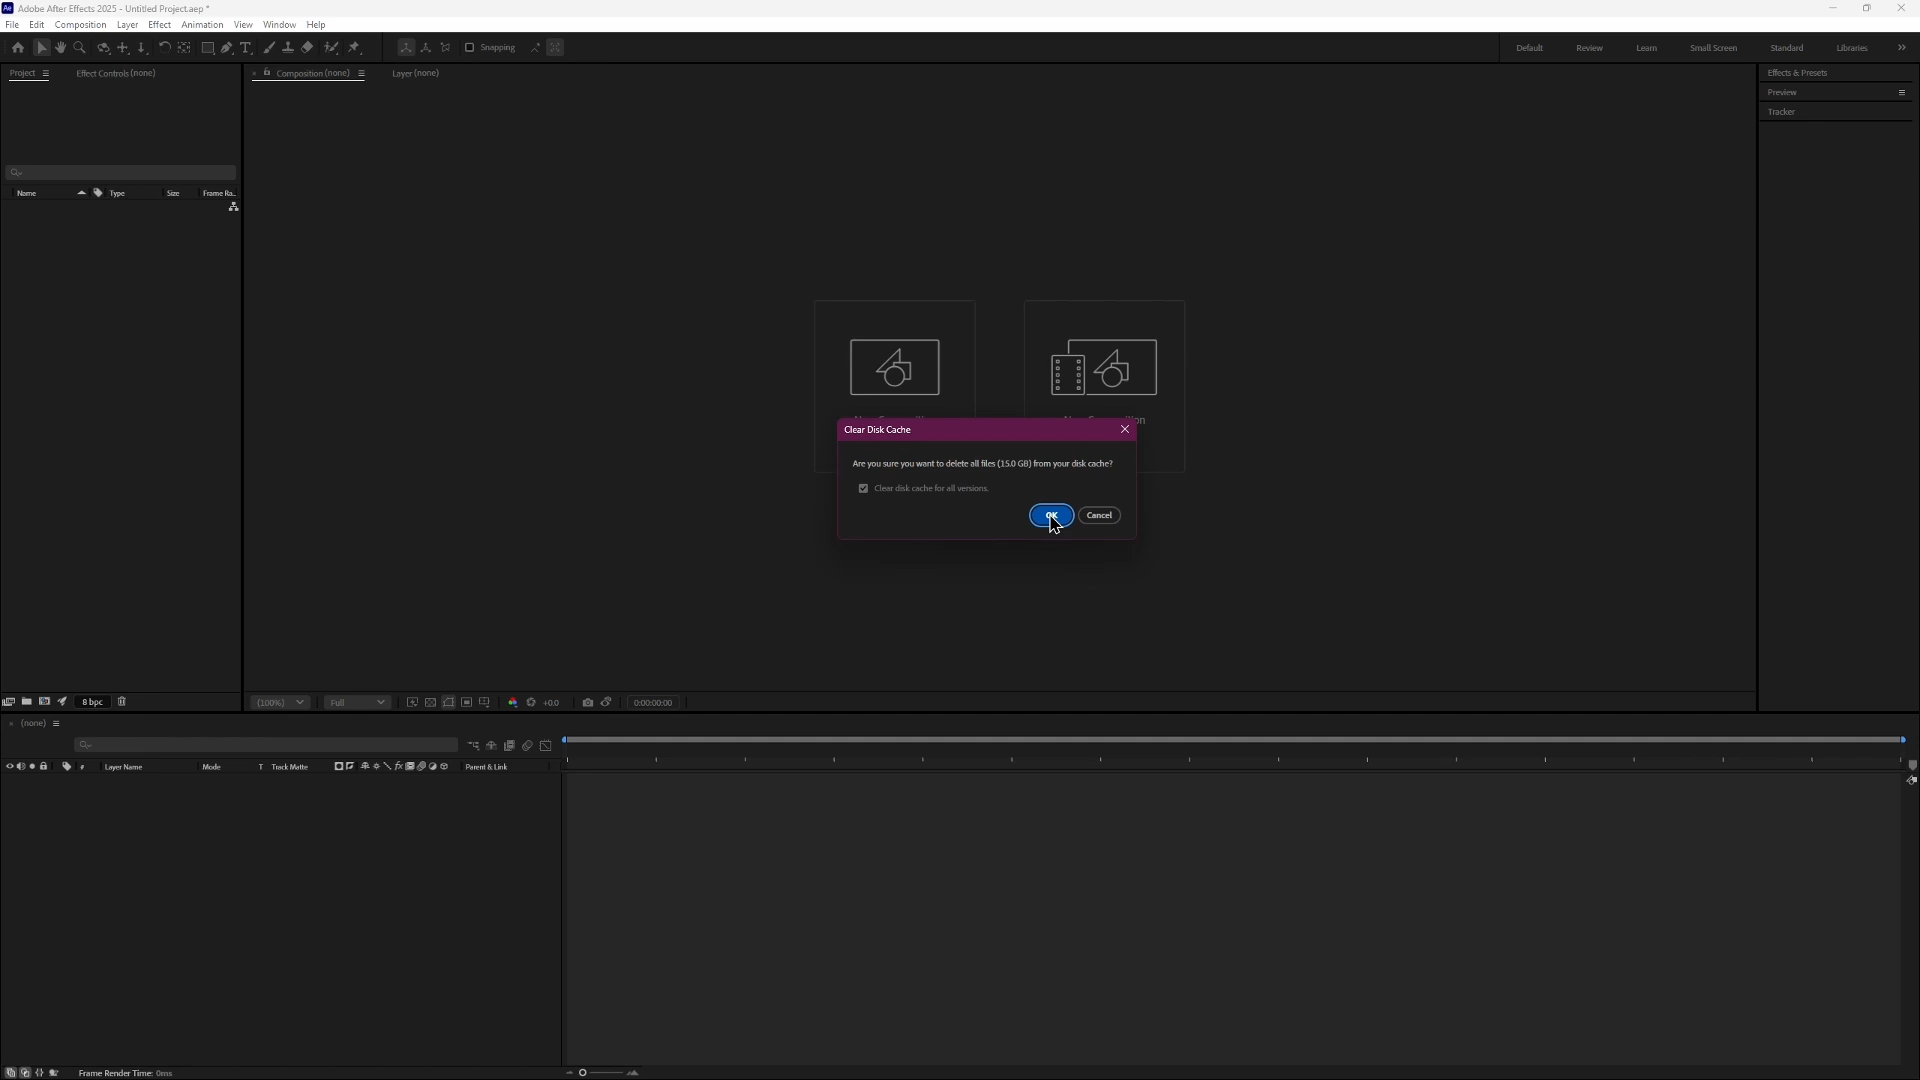 Adobe After Effects 2025 - Untitled Project.aep *
File Edit Composition Layer Effect Animation View Window Help
Snapping
Default Review Learn Small Screen Standard Libraries
Project Effect Controls (none) Composition (none) Layer (none)
Effects & Presets
Preview
Tracker
Name Type Size Frame Ra...
Clear Disk Cache
Are you sure you want to delete all files (15.0 GB) from your disk cache?
Clear disk cache for all versions.
OK Cancel
8 bpc (100%) Full +0.0 0:00:00:00
(none)
# Layer Name Mode T Track Matte fx Parent & Link
Frame Render Time: 0ms